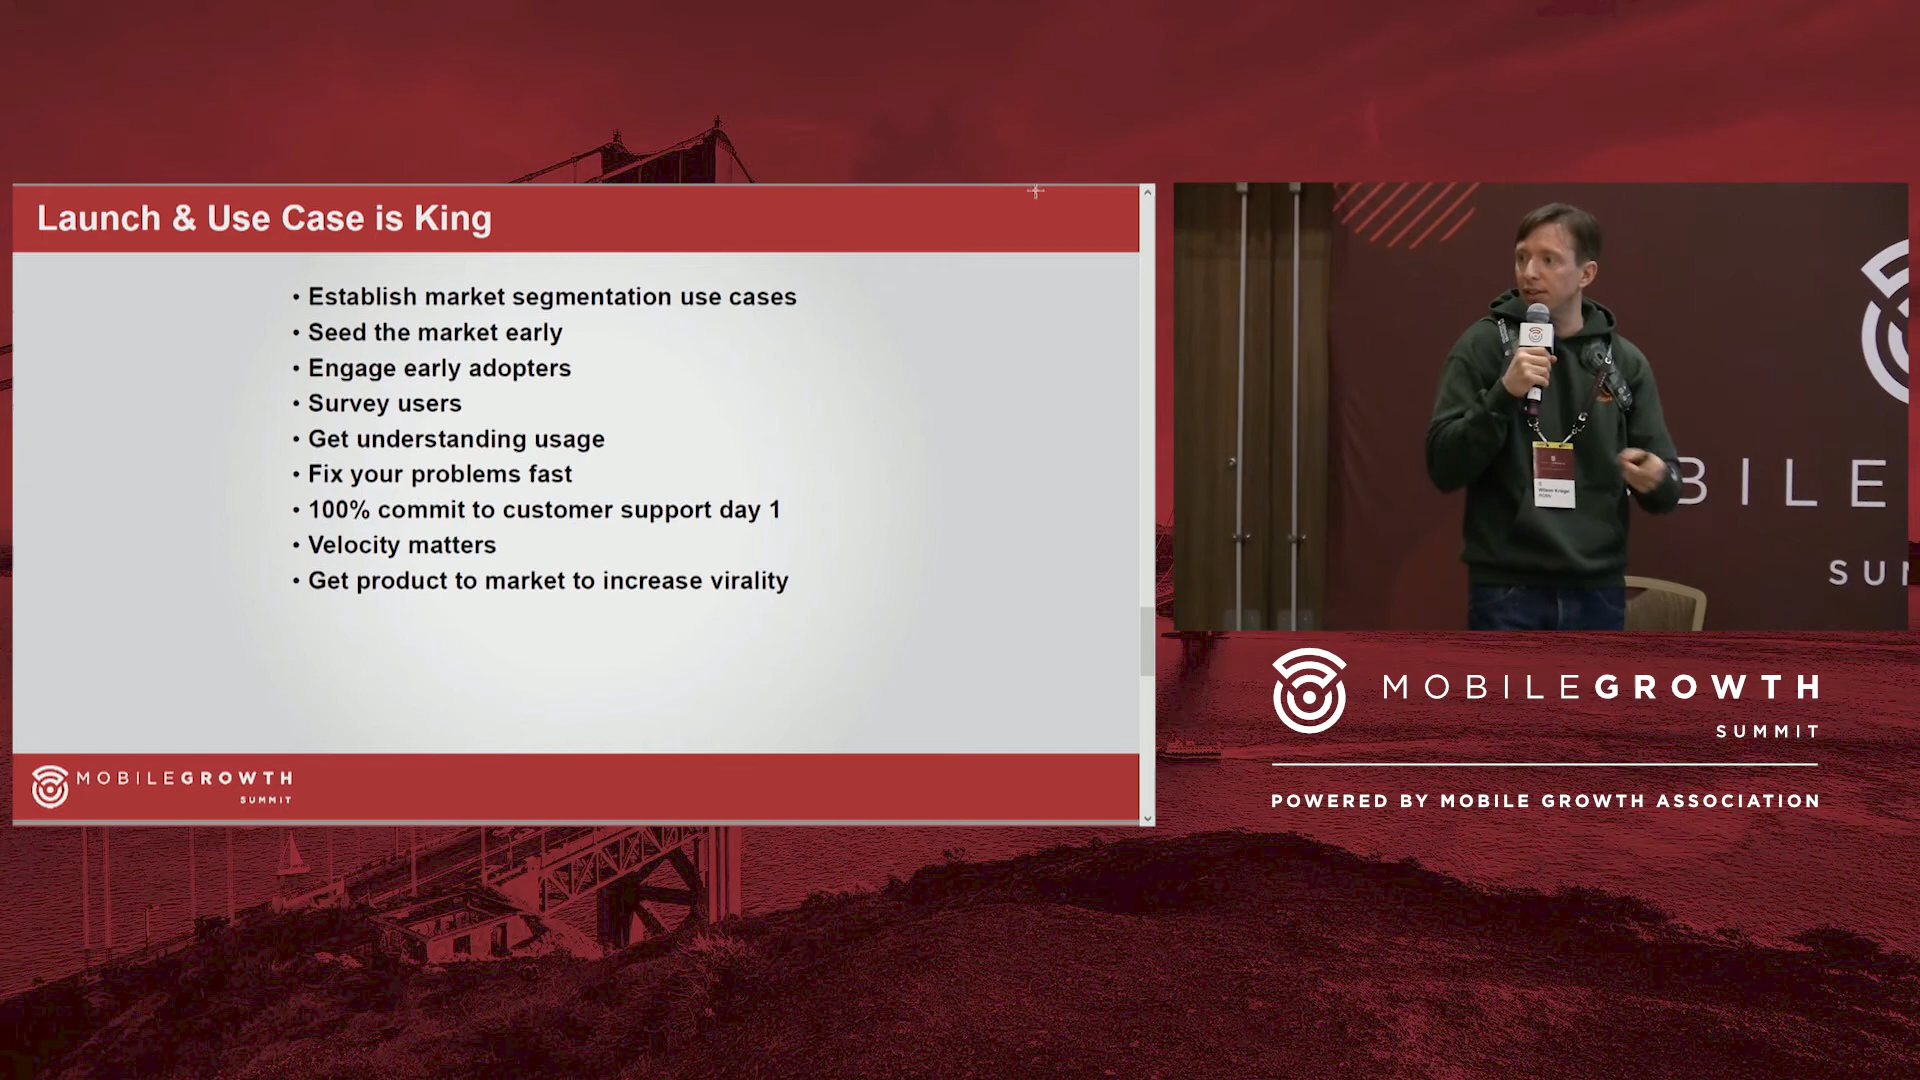 Launch & Use Case is King
• Establish market segmentation use cases
• Seed the market early
• Engage early adopters
• Survey users
• Get understanding usage
• Fix your problems fast
• 100% commit to customer support day 1
• Velocity matters
• Get product to market to increase virality
MOBILEGROWTH
SUMMIT
BILE
SUM
MOBILEGROWTH
SUMMIT
POWERED BY MOBILE GROWTH ASSOCIATION